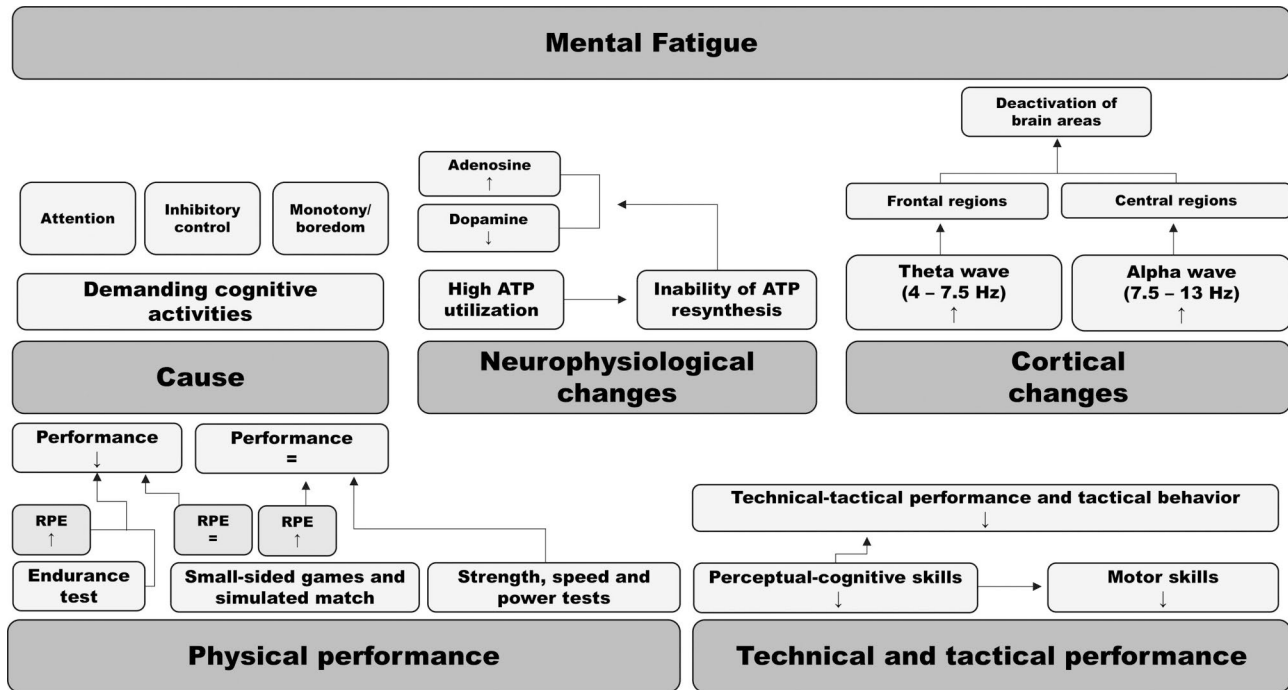 Mental Fatigue
Deactivation of
brain areas
Adenosine
↑
Dopamine
↓
Attention
Inhibitory
control
Monotony/
boredom
Frontal regions
Central regions
Demanding cognitive
activities
High ATP
utilization
Inability of ATP
resynthesis
Theta wave
(4 – 7.5 Hz)
↑
Alpha wave
(7.5 – 13 Hz)
↑
Cause
Neurophysiological
changes
Cortical
changes
Performance
↓
Performance
=
RPE
↑
RPE
=
RPE
↑
Endurance
test
Small-sided games and
simulated match
Strength, speed and
power tests
Technical-tactical performance and tactical behavior
↓
Perceptual-cognitive skills
↓
Motor skills
↓
Physical performance
Technical and tactical performance